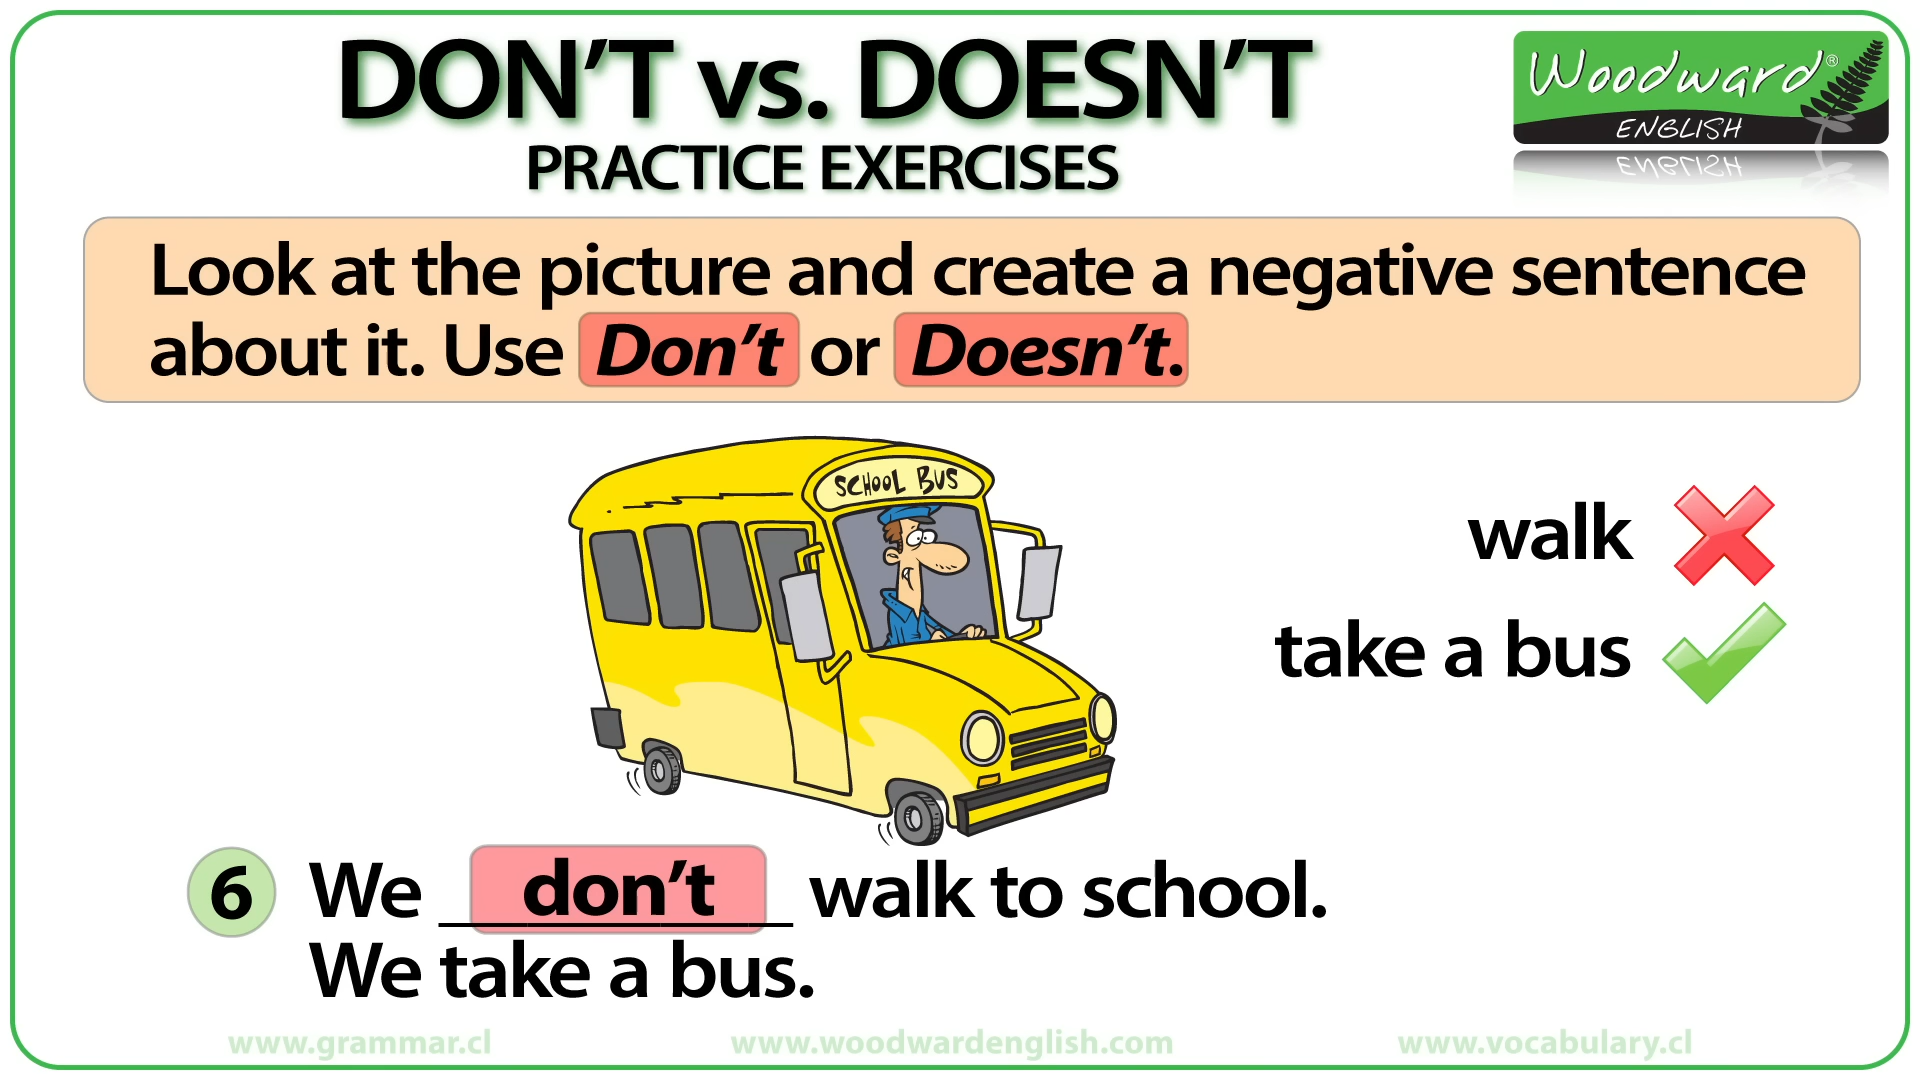 DON'T vs. DOESN'T
PRACTICE EXERCISES
Woodward®
ENGLISH
Look at the picture and create a negative sentence
about it. Use Don't or Doesn't.
SCHOOL BUS
walk
take a bus
6 We don't walk to school.
We take a bus.
www.grammar.cl www.woodwardenglish.com www.vocabulary.cl